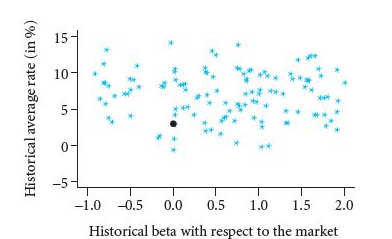 Historical average rate (in %)
15
10
5
0
−5
−1.0 −0.5 0.0 0.5 1.0 1.5 2.0
Historical beta with respect to the market